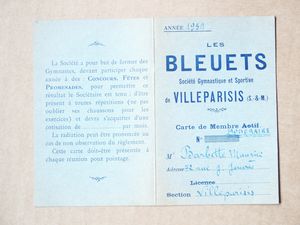 La Société a pour but de former des
Gymnastes, devant participer chaque
année à des : CONCOURS, FÊTES et
PROMENADES, pour permettre ce
résultat le Sociétaire est tenu : d'être
présent à toutes répétitions (ne pas
oublier ses chaussons pour les
exercices) et devra s'acquitter d'une
cotisation de ........ par mois.
La radiation peut être prononcée au
cas de non observation du règlement.
Cette carte doit-être présentée à
chaque réunion pour pointage.
ANNÉE
LES
BLEUETS
Société Gymnastique et Sportive
de VILLEPARISIS (S.-&-M.)
Carte de Membre Actif
HONORAIRE
M Barbette Maurice
Adresse 32 rue J.
Licence
Section Villeparisis